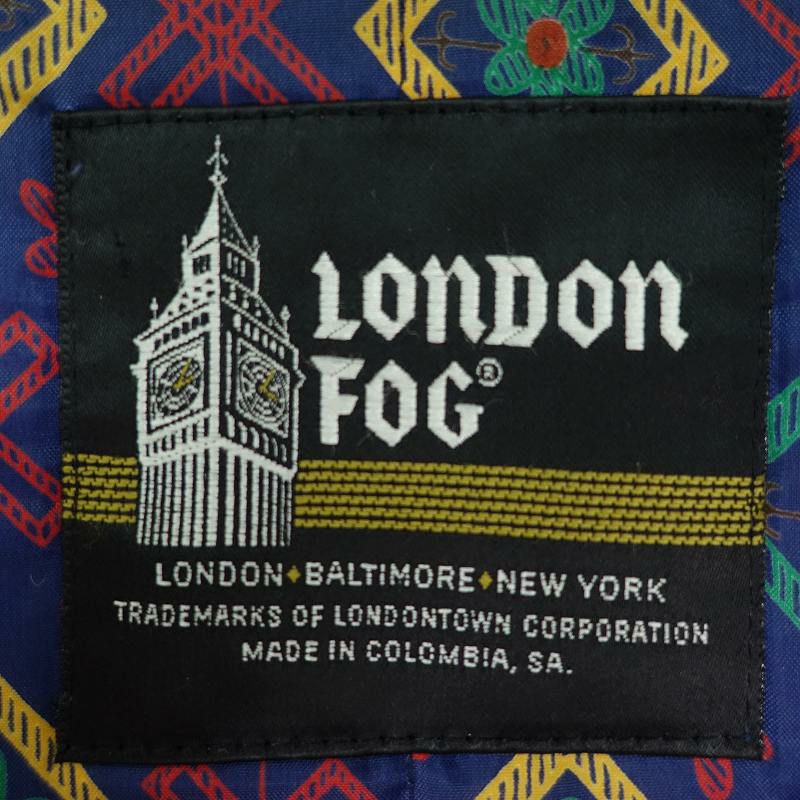 LONDON
FOG®
LONDON♦BALTIMORE♦NEW YORK
TRADEMARKS OF LONDONTOWN CORPORATION
MADE IN COLOMBIA, SA.